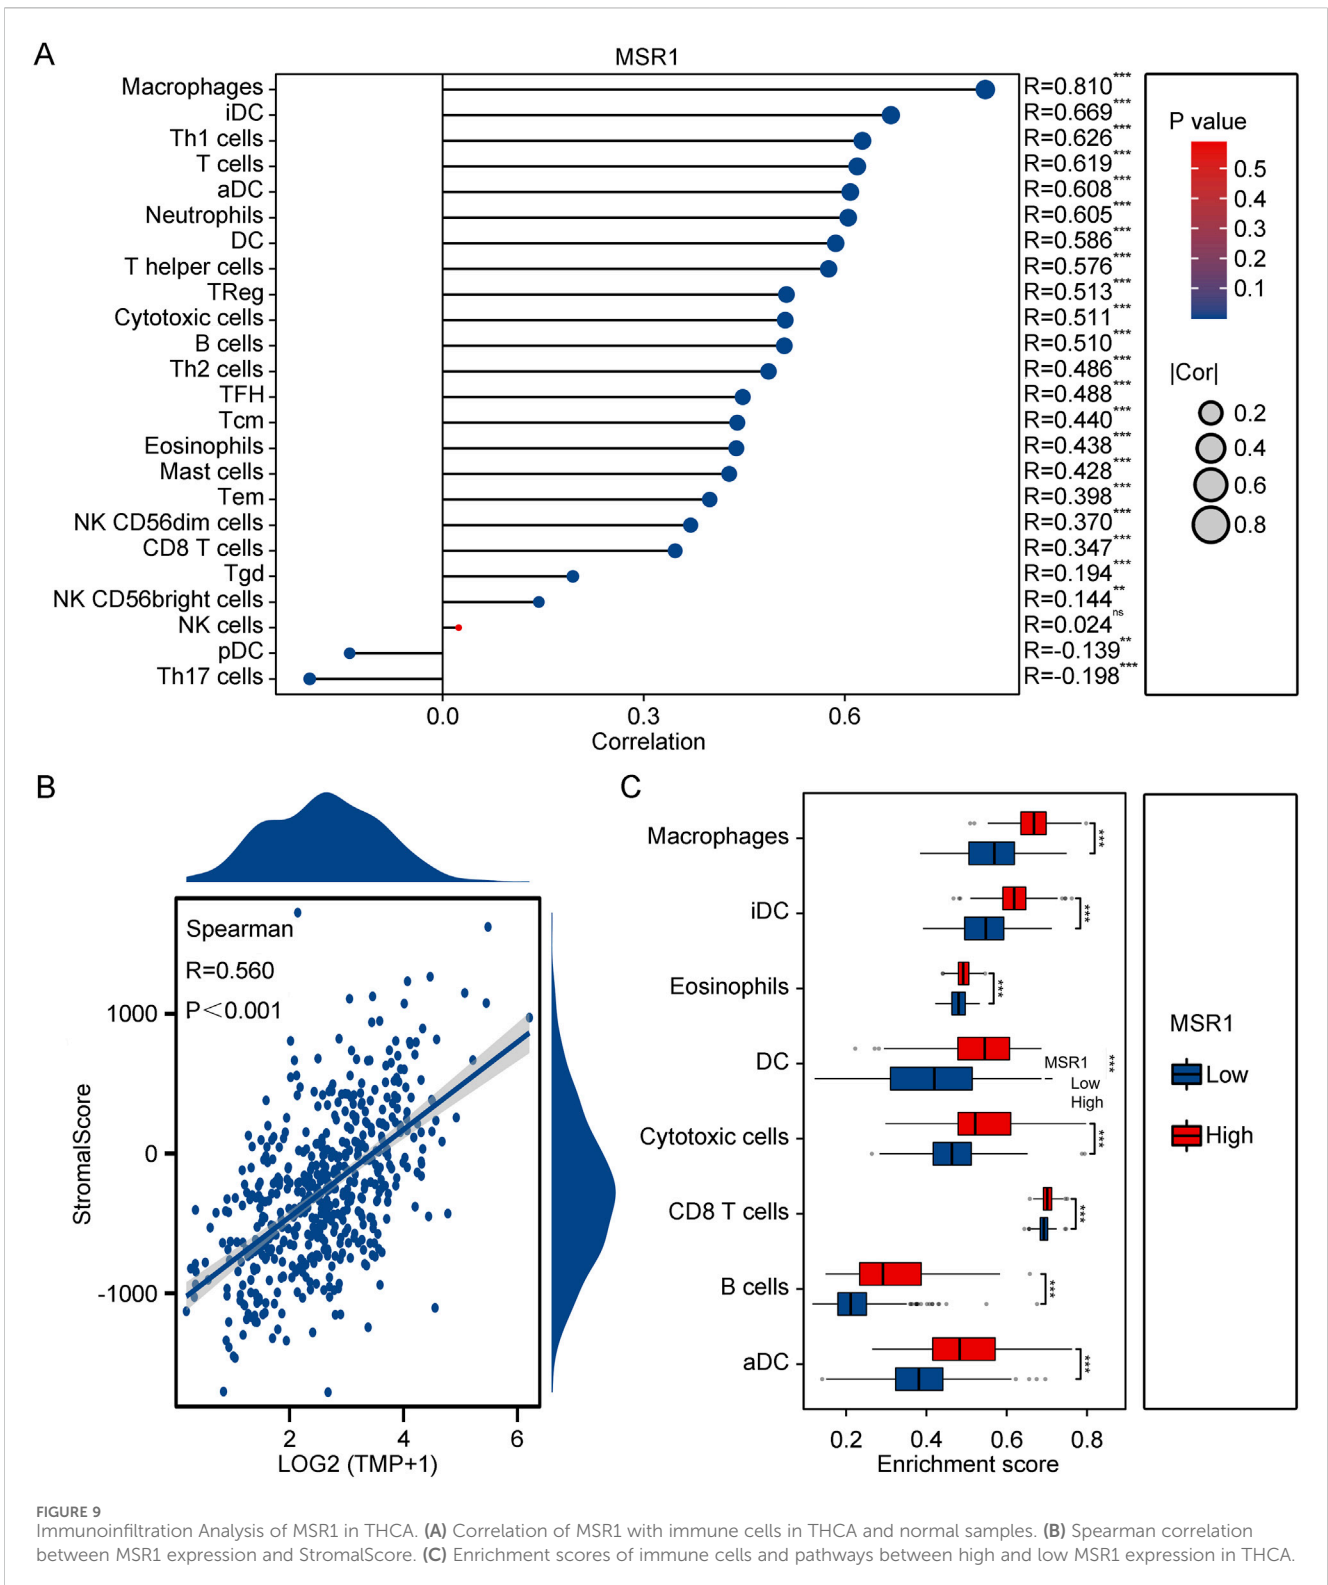 A
MSR1
Macrophages R=0.810***
iDC R=0.669***
Th1 cells R=0.626***
T cells R=0.619***
aDC R=0.608***
Neutrophils R=0.605***
DC R=0.586***
T helper cells R=0.576***
TReg R=0.513***
Cytotoxic cells R=0.511***
B cells R=0.510***
Th2 cells R=0.486***
TFH R=0.488***
Tcm R=0.440***
Eosinophils R=0.438***
Mast cells R=0.428***
Tem R=0.398***
NK CD56dim cells R=0.370***
CD8 T cells R=0.347***
Tgd R=0.194***
NK CD56bright cells R=0.144**
NK cells R=0.024ns
pDC R=-0.139**
Th17 cells R=-0.198***
0.0 0.3 0.6
Correlation
P value
0.5
0.4
0.3
0.2
0.1
|Cor|
0.2
0.4
0.6
0.8
B
Spearman
R=0.560
P<0.001
1000
0
-1000
StromalScore
2 4 6
LOG2 (TMP+1)
C
Macrophages ***
iDC ***
Eosinophils ***
DC ***
MSR1
Low
High
Cytotoxic cells ***
CD8 T cells ***
B cells ***
aDC ***
0.2 0.4 0.6 0.8
Enrichment score
MSR1
Low
High
FIGURE 9
Immunoinfiltration Analysis of MSR1 in THCA. (A) Correlation of MSR1 with immune cells in THCA and normal samples. (B) Spearman correlation
between MSR1 expression and StromalScore. (C) Enrichment scores of immune cells and pathways between high and low MSR1 expression in THCA.